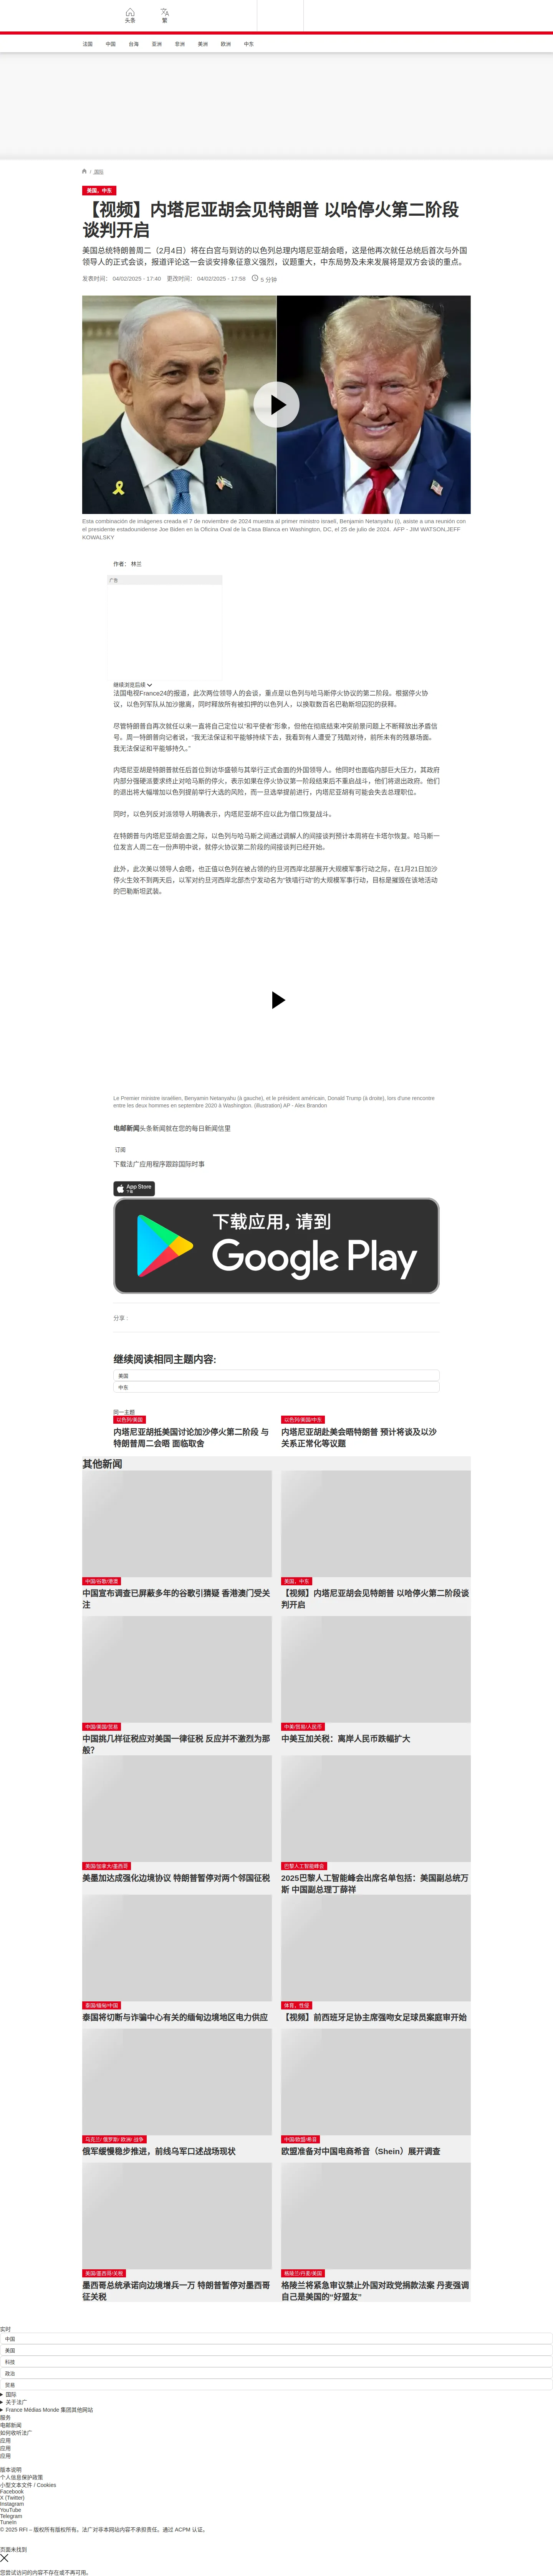 头条
繁
法国
中国
台海
亚洲
非洲
美洲
欧洲
中东
/ 国际
美国，中东
【视频】内塔尼亚胡会见特朗普 以哈停火第二阶段
谈判开启
美国总统特朗普周二（2月4日）将在白宫与到访的以色列总理内塔尼亚胡会晤，这是他再次就任总统后首次与外国
领导人的正式会谈，报道评论这一会谈安排象征意义强烈，议题重大，中东局势及未来发展将是双方会谈的重点。
发表时间： 04/02/2025 - 17:40 更改时间： 04/02/2025 - 17:58 5 分钟
Esta combinación de imágenes creada el 7 de noviembre de 2024 muestra al primer ministro israelí, Benjamin Netanyahu (i), asiste a una reunión con
el presidente estadounidense Joe Biden en la Oficina Oval de la Casa Blanca en Washington, DC, el 25 de julio de 2024. AFP - JIM WATSON,JEFF
KOWALSKY
作者： 林兰
广告
继续浏览后续
法国电视France24的报道，此次两位领导人的会谈，重点是以色列与哈马斯停火协议的第二阶段。根据停火协
议，以色列军队从加沙撤离，同时释放所有被扣押的以色列人，以换取数百名巴勒斯坦囚犯的获释。
尽管特朗普自再次就任以来一直将自己定位以“和平使者”形象，但他在彻底结束冲突前景问题上不断释放出矛盾信
号。周一特朗普向记者说，“我无法保证和平能够持续下去，我看到有人遭受了残酷对待，前所未有的残暴场面。
我无法保证和平能够持久。”
内塔尼亚胡是特朗普就任后首位到访华盛顿与其举行正式会面的外国领导人。他同时也面临内部巨大压力，其政府
内部分强硬派要求终止对哈马斯的停火，表示如果在停火协议第一阶段结束后不重启战斗，他们将退出政府。他们
的退出将大幅增加以色列提前举行大选的风险，而一旦选举提前进行，内塔尼亚胡有可能会失去总理职位。
同时，以色列反对派领导人明确表示，内塔尼亚胡不应以此为借口恢复战斗。
在特朗普与内塔尼亚胡会面之际，以色列与哈马斯之间通过调解人的间接谈判预计本周将在卡塔尔恢复。哈马斯一
位发言人周二在一份声明中说，就停火协议第二阶段的间接谈判已经开始。
此外，此次美以领导人会晤，也正值以色列在被占领的约旦河西岸北部展开大规模军事行动之际，在1月21日加沙
停火生效不到两天后，以军对约旦河西岸北部杰宁发动名为“铁墙行动”的大规模军事行动，目标是摧毁在该地活动
的巴勒斯坦武装。
Le Premier ministre israélien, Benyamin Netanyahu (à gauche), et le président américain, Donald Trump (à droite), lors d'une rencontre
entre les deux hommes en septembre 2020 à Washington. (illustration) AP - Alex Brandon
电邮新闻头条新闻就在您的每日新闻信里
订阅
下载法广应用程序跟踪国际时事
App Store
下载
下载应用，请到
Google Play
分享 :
继续阅读相同主题内容:
美国
中东
同一主题
以色列/美国
内塔尼亚胡抵美国讨论加沙停火第二阶段 与
特朗普周二会晤 面临取舍
以色列/美国/中东
内塔尼亚胡赴美会晤特朗普 预计将谈及以沙
关系正常化等议题
其他新闻
中国/谷歌/港澳
中国宣布调查已屏蔽多年的谷歌引猜疑 香港澳门受关
注
美国，中东
【视频】内塔尼亚胡会见特朗普 以哈停火第二阶段谈
判开启
中国/美国/贸易
中国挑几样征税应对美国一律征税 反应并不激烈为那
般？
中美/贸易/人民币
中美互加关税：离岸人民币跌幅扩大
美国/加拿大/墨西哥
美墨加达成强化边境协议 特朗普暂停对两个邻国征税
巴黎人工智能峰会
2025巴黎人工智能峰会出席名单包括：美国副总统万
斯 中国副总理丁薛祥
泰国/缅甸/中国
泰国将切断与诈骗中心有关的缅甸边境地区电力供应
体育，性侵
【视频】前西班牙足协主席强吻女足球员案庭审开始
乌克兰/ 俄罗斯/ 欧洲/ 战争
俄军缓慢稳步推进，前线乌军口述战场现状
中国/欧盟/希音
欧盟准备对中国电商希音（Shein）展开调查
美国/墨西哥/关税
墨西哥总统承诺向边境增兵一万 特朗普暂停对墨西哥
征关税
格陵兰/丹麦/美国
格陵兰将紧急审议禁止外国对政党捐款法案 丹麦强调
自己是美国的“好盟友”
实时
中国
美国
科技
政治
贸易
国际
关于法广
France Médias Monde 集团其他网站
服务
电邮新闻
如何收听法广
应用
应用
应用
版本说明
个人信息保护政策
小型文本文件 / Cookies
Facebook
X (Twitter)
Instagram
YouTube
Telegram
TuneIn
© 2025 RFI – 版权所有版权所有。法广对非本网站内容不承担责任。通过 ACPM 认证。
页面未找到
您尝试访问的内容不存在或不再可用。